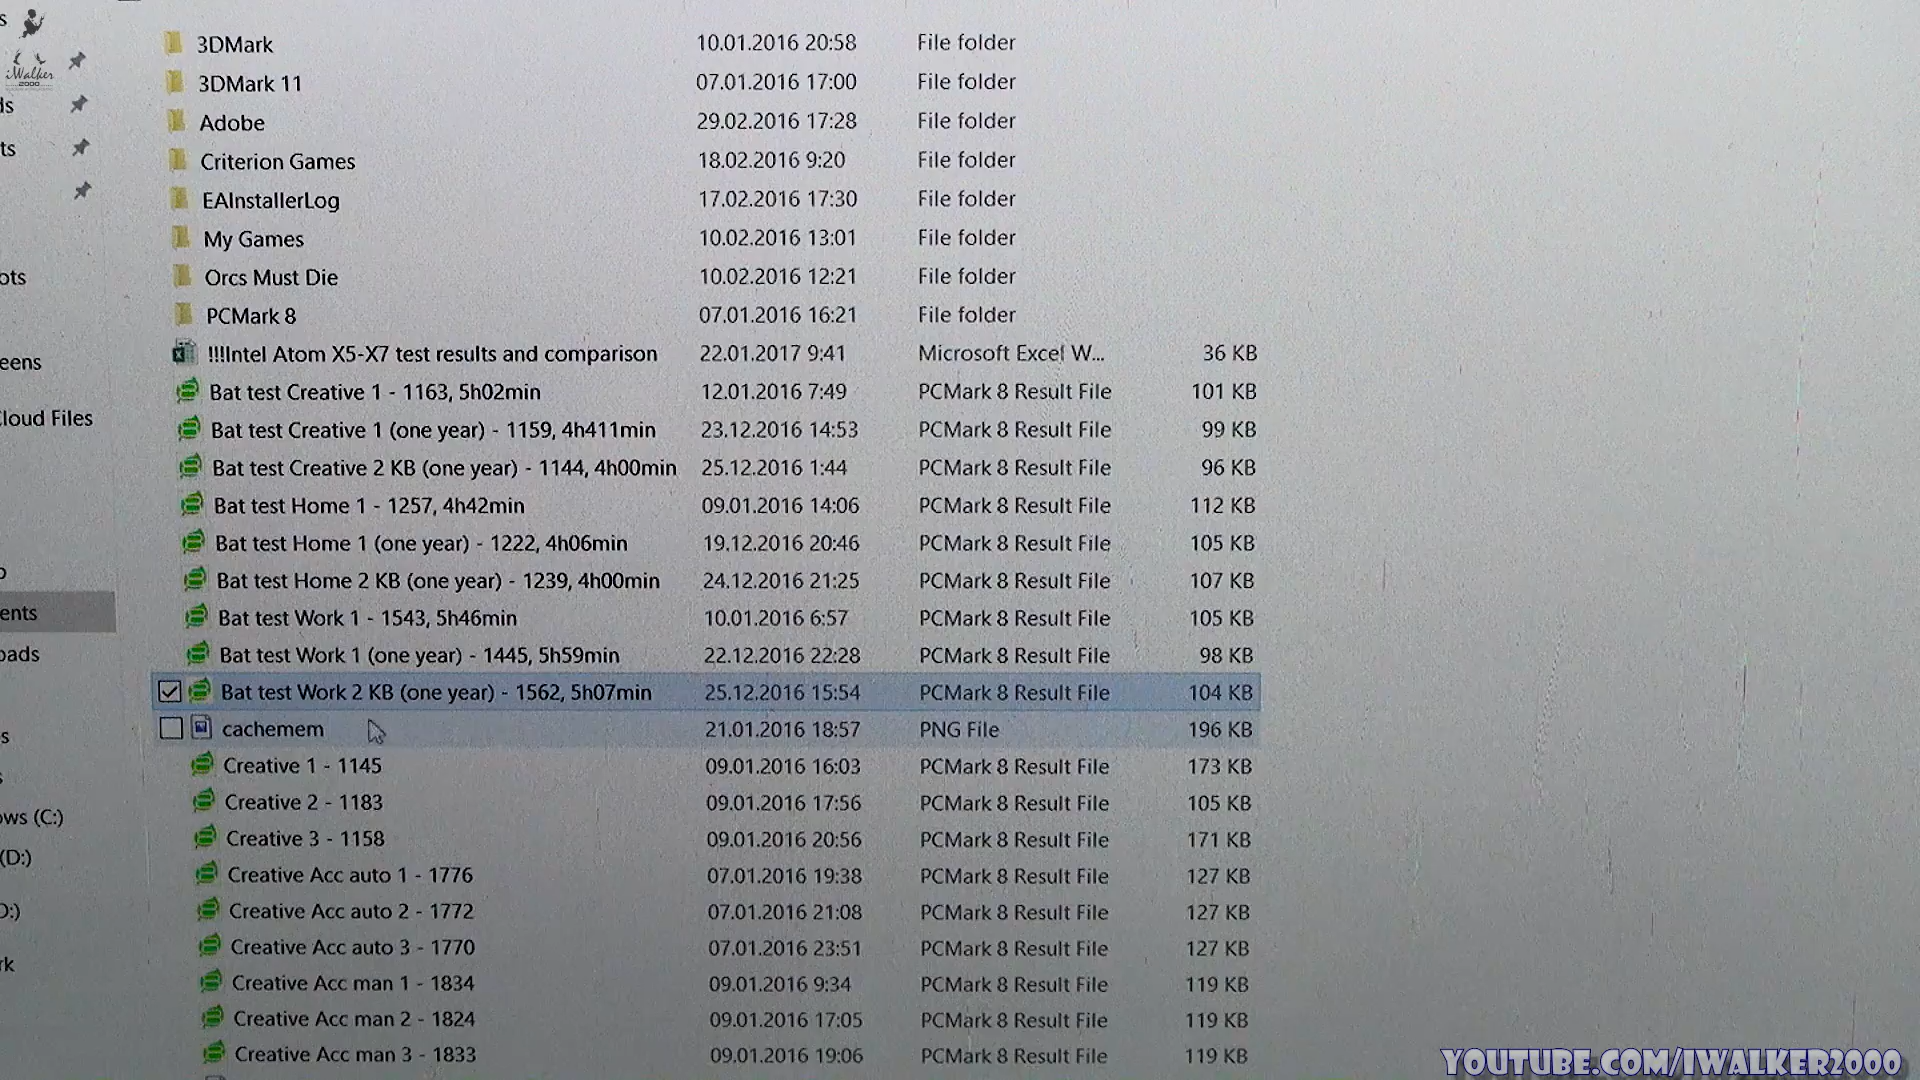 s
iWalker
2000
ds
ts
ots
eens
Cloud Files
ents
oads
s
ows (C:)
(D:)
D:)
rk
3DMark 10.01.2016 20:58 File folder
3DMark 11 07.01.2016 17:00 File folder
Adobe 29.02.2016 17:28 File folder
Criterion Games 18.02.2016 9:20 File folder
EAInstallerLog 17.02.2016 17:30 File folder
My Games 10.02.2016 13:01 File folder
Orcs Must Die 10.02.2016 12:21 File folder
PCMark 8 07.01.2016 16:21 File folder
!!!Intel Atom X5-X7 test results and comparison 22.01.2017 9:41 Microsoft Excel W... 36 KB
Bat test Creative 1 - 1163, 5h02min 12.01.2016 7:49 PCMark 8 Result File 101 KB
Bat test Creative 1 (one year) - 1159, 4h411min 23.12.2016 14:53 PCMark 8 Result File 99 KB
Bat test Creative 2 KB (one year) - 1144, 4h00min 25.12.2016 1:44 PCMark 8 Result File 96 KB
Bat test Home 1 - 1257, 4h42min 09.01.2016 14:06 PCMark 8 Result File 112 KB
Bat test Home 1 (one year) - 1222, 4h06min 19.12.2016 20:46 PCMark 8 Result File 105 KB
Bat test Home 2 KB (one year) - 1239, 4h00min 24.12.2016 21:25 PCMark 8 Result File 107 KB
Bat test Work 1 - 1543, 5h46min 10.01.2016 6:57 PCMark 8 Result File 105 KB
Bat test Work 1 (one year) - 1445, 5h59min 22.12.2016 22:28 PCMark 8 Result File 98 KB
Bat test Work 2 KB (one year) - 1562, 5h07min 25.12.2016 15:54 PCMark 8 Result File 104 KB
cachemem 21.01.2016 18:57 PNG File 196 KB
Creative 1 - 1145 09.01.2016 16:03 PCMark 8 Result File 173 KB
Creative 2 - 1183 09.01.2016 17:56 PCMark 8 Result File 105 KB
Creative 3 - 1158 09.01.2016 20:56 PCMark 8 Result File 171 KB
Creative Acc auto 1 - 1776 07.01.2016 19:38 PCMark 8 Result File 127 KB
Creative Acc auto 2 - 1772 07.01.2016 21:08 PCMark 8 Result File 127 KB
Creative Acc auto 3 - 1770 07.01.2016 23:51 PCMark 8 Result File 127 KB
Creative Acc man 1 - 1834 09.01.2016 9:34 PCMark 8 Result File 119 KB
Creative Acc man 2 - 1824 09.01.2016 17:05 PCMark 8 Result File 119 KB
Creative Acc man 3 - 1833 09.01.2016 19:06 PCMark 8 Result File 119 KB
YOUTUBE.COM/IWALKER2000